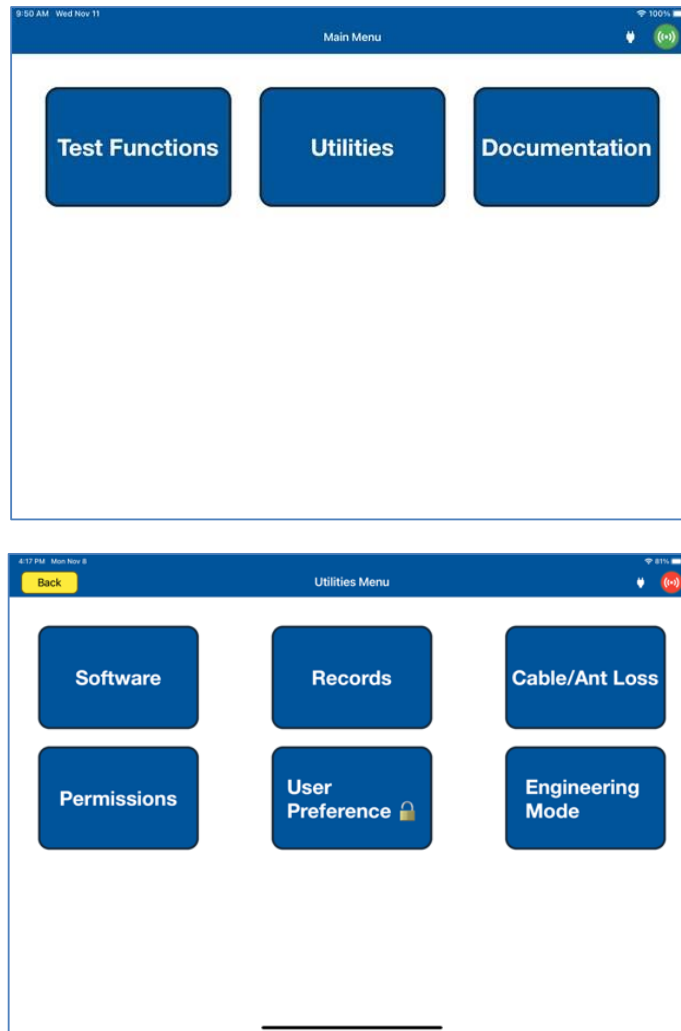 9:50 AM Wed Nov 11 100%
Main Menu
Test Functions Utilities Documentation
4:17 PM Mon Nov 8 81%
Back Utilities Menu
Software Records Cable/Ant Loss
Permissions User Preference Engineering Mode